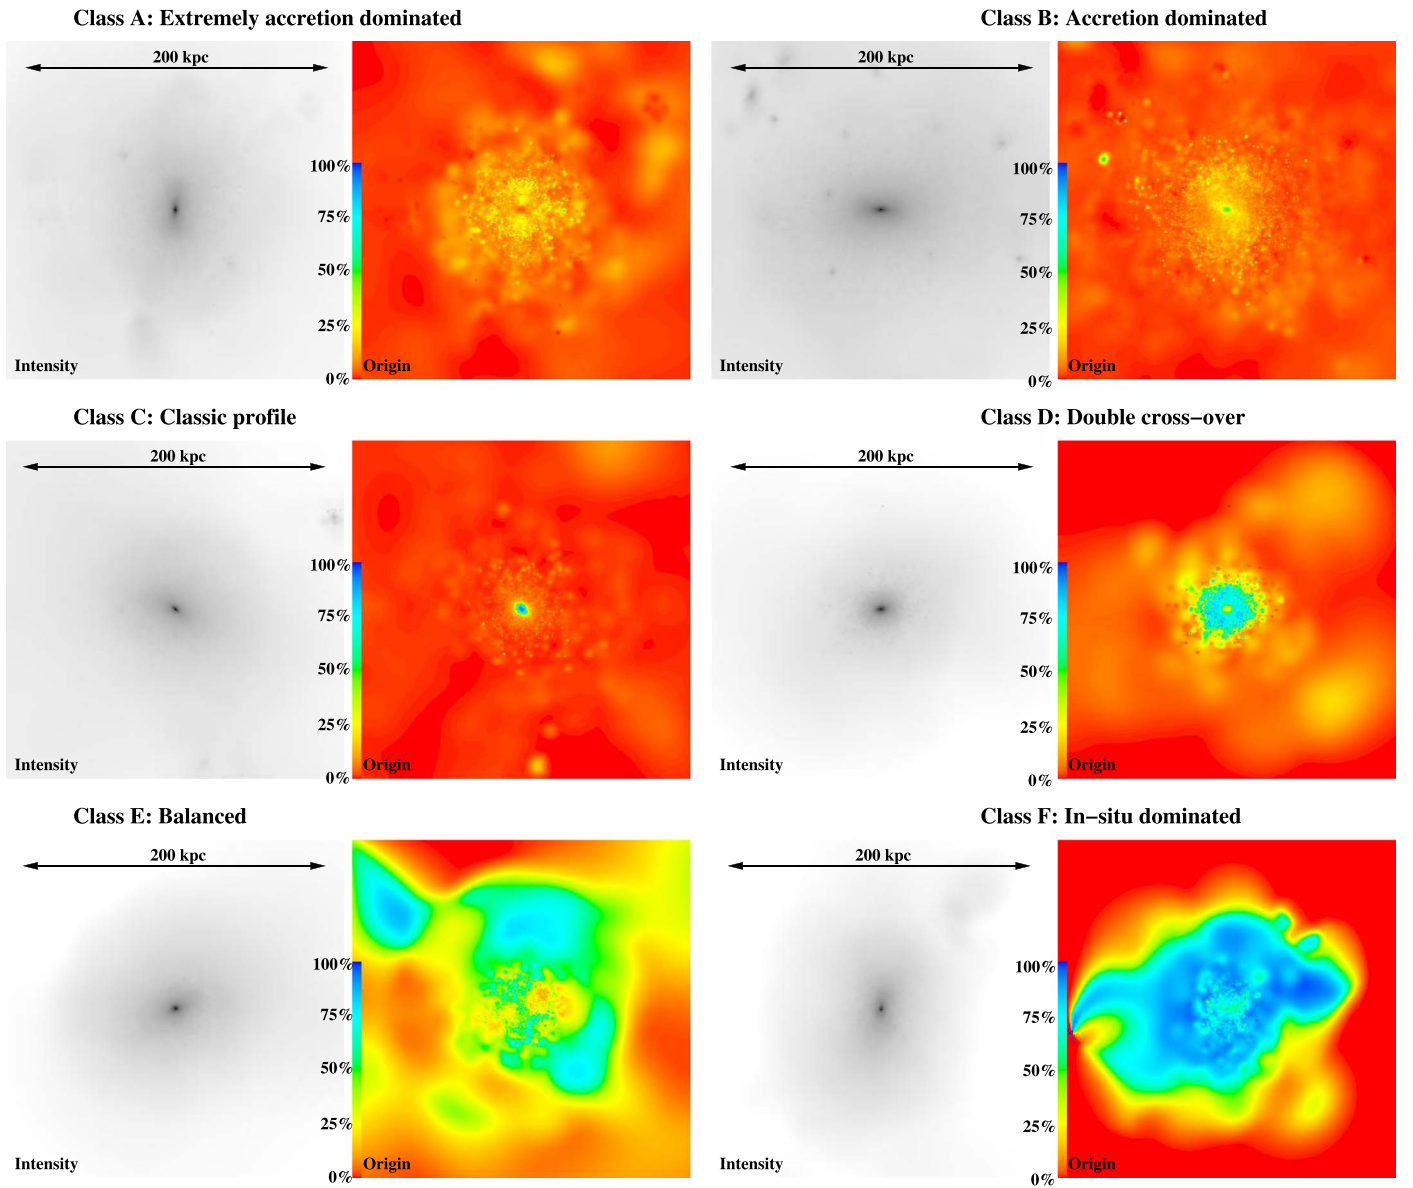 Class A: Extremely accretion dominated
200 kpc
100%
75%
50%
25%
0%
Intensity
Origin
Class B: Accretion dominated
200 kpc
100%
75%
50%
25%
0%
Intensity
Origin
Class C: Classic profile
200 kpc
100%
75%
50%
25%
0%
Intensity
Origin
Class D: Double cross−over
200 kpc
100%
75%
50%
25%
0%
Intensity
Origin
Class E: Balanced
200 kpc
100%
75%
50%
25%
0%
Intensity
Origin
Class F: In−situ dominated
200 kpc
100%
75%
50%
25%
0%
Intensity
Origin